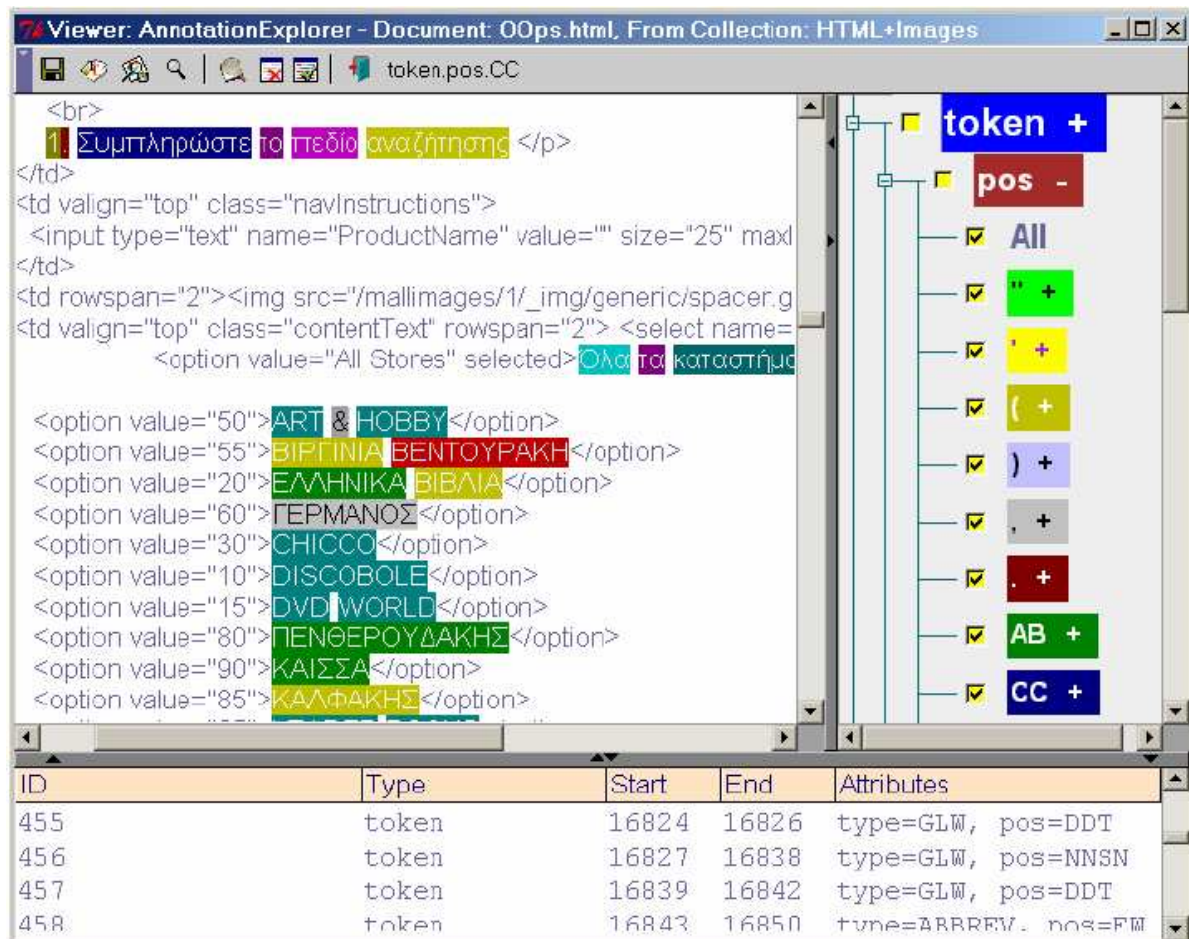 Viewer: AnnotationExplorer - Document: OOps.html, From Collection: HTML+Images
token.pos.CC
<br>
1. Συμπληρώστε το πεδίο αναζήτησης </p>
</td>
<td valign="top" class="navInstructions">
<input type="text" name="ProductName" value="" size="25" maxl
</td>
<td rowspan="2"><img src="/mallimages/1/_img/generic/spacer.g
<td valign="top" class="contentText" rowspan="2"> <select name=
<option value="All Stores" selected>Όλα τα καταστήμα
<option value="50">ART & HOBBY</option>
<option value="55">ΒΙΡΓΙΝΙΑ ΒΕΝΤΟΥΡΑΚΗ</option>
<option value="20">ΕΛΛΗΝΙΚΑ ΒΙΒΛΙΑ</option>
<option value="60">ΓΕΡΜΑΝΟΣ</option>
<option value="30">CHICCO</option>
<option value="10">DISCOBOLE</option>
<option value="15">DVD WORLD</option>
<option value="80">ΠΕΝΘΕΡΟΥΔΑΚΗΣ</option>
<option value="90">ΚΑΙΣΣΑ</option>
<option value="85">ΚΑΛΦΑΚΗΣ</option>
token +
pos -
All
" +
' +
( +
) +
, +
. +
AB +
CC +
ID Type Start End Attributes
455 token 16824 16826 type=GLW, pos=DDT
456 token 16827 16838 type=GLW, pos=NNSN
457 token 16839 16842 type=GLW, pos=DDT
458 token 16843 16850 type=ABBREV, pos=FW